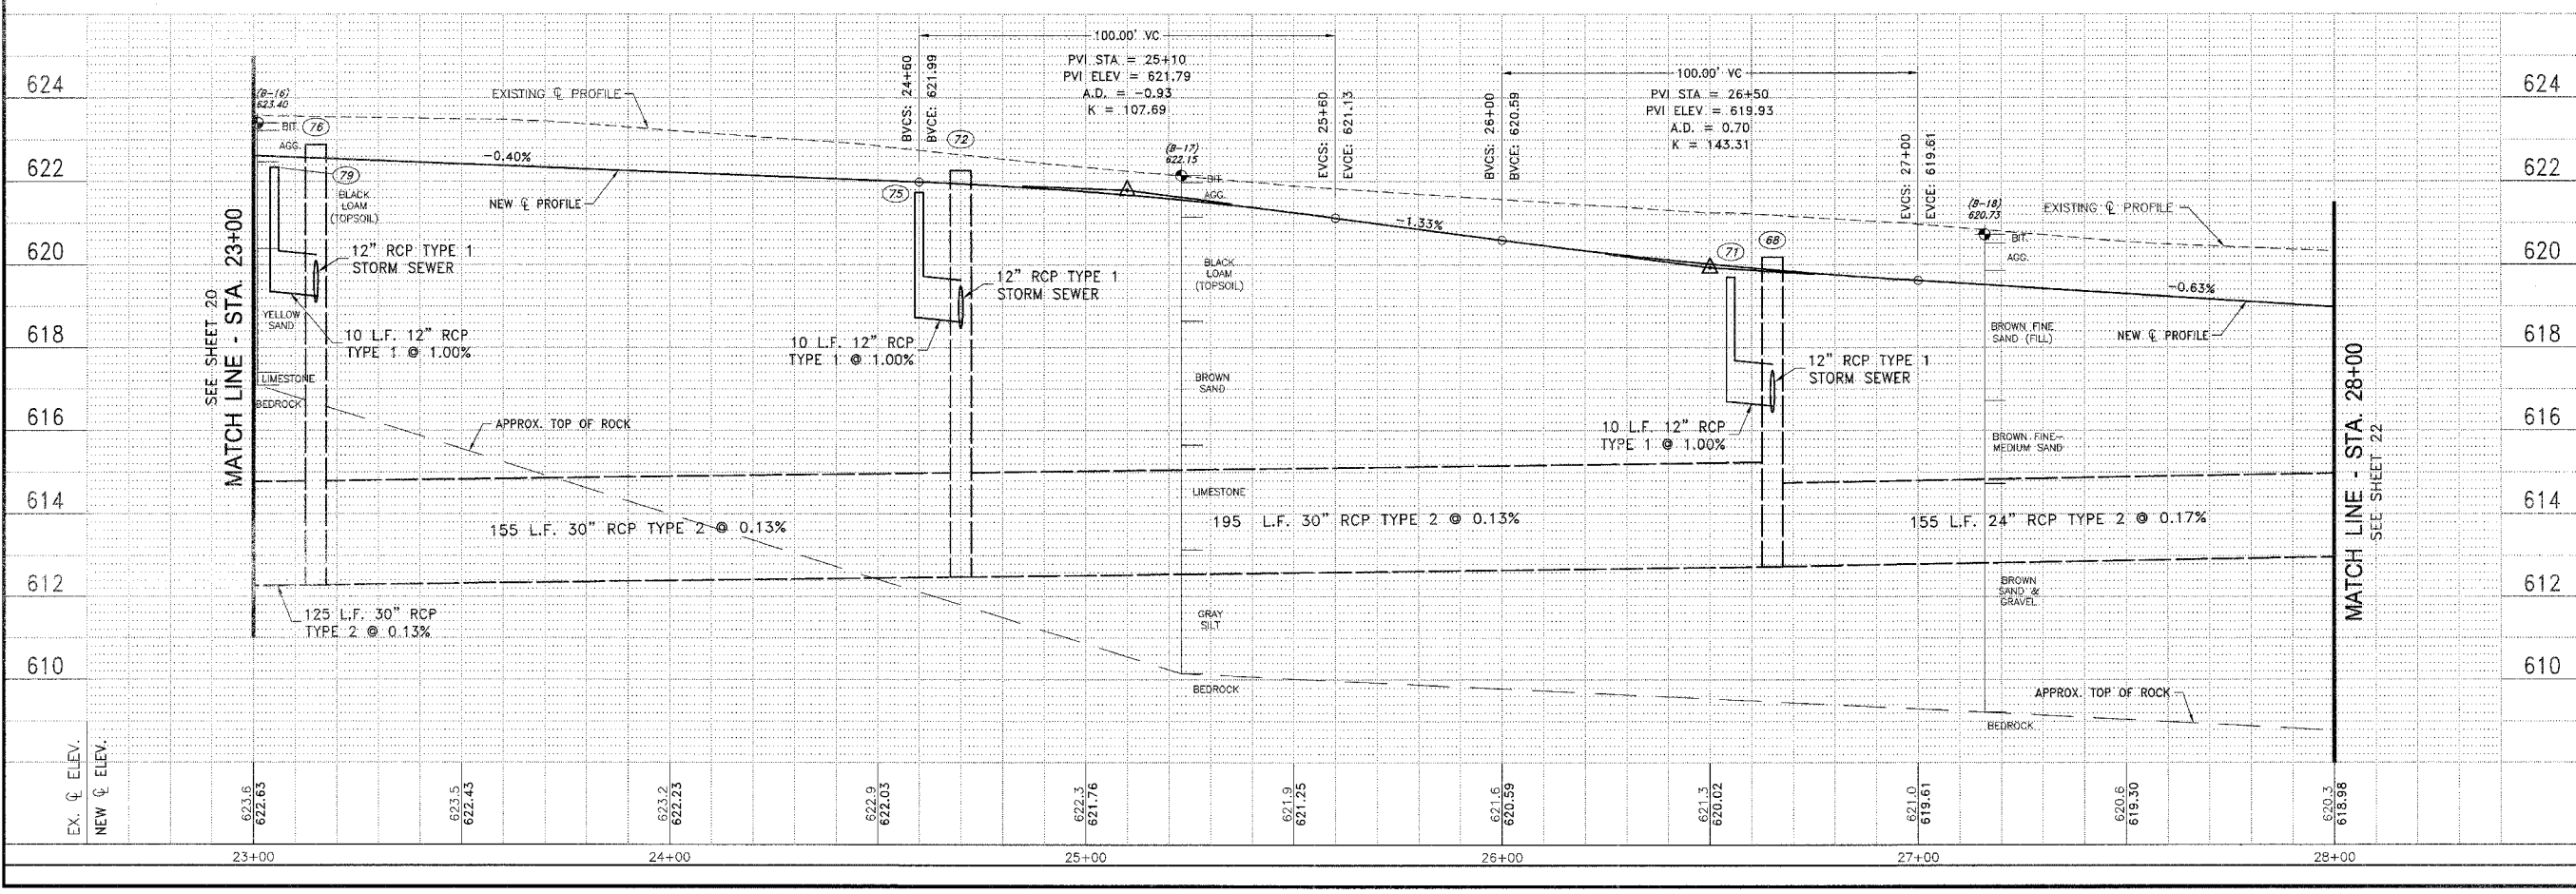 100.00' VC
PVI STA = 25+10
PVI ELEV = 621.79
A.D. = -0.93
K = 107.69
BVCS: 24+60
BVCE: 621.99
EVCS: 25+60
EVCE: 621.13
100.00' VC
PVI STA = 26+50
PVI ELEV = 619.93
A.D. = 0.70
K = 143.31
BVCS: 26+00
BVCE: 620.59
EVCS: 27+00
EVCE: 619.61
624
622
620
618
616
614
612
610
624
622
620
618
616
614
612
610
(B-16)
623.40
BIT.
AGG.
76
79
BLACK
LOAM
(TOPSOIL)
YELLOW
SAND
LIMESTONE
BEDROCK
EXISTING ℄ PROFILE
-0.40%
NEW ℄ PROFILE
12" RCP TYPE 1
STORM SEWER
10 L.F. 12" RCP
TYPE 1 @ 1.00%
SEE SHEET 20
MATCH LINE - STA. 23+00
APPROX. TOP OF ROCK
155 L.F. 30" RCP TYPE 2 @ 0.13%
125 L.F. 30" RCP
TYPE 2 @ 0.13%
72
75
12" RCP TYPE 1
STORM SEWER
10 L.F. 12" RCP
TYPE 1 @ 1.00%
(B-17)
622.15
BIT.
AGG.
BLACK
LOAM
(TOPSOIL)
BROWN
SAND
LIMESTONE
GRAY
SILT
BEDROCK
-1.33%
195 L.F. 30" RCP TYPE 2 @ 0.13%
71
68
12" RCP TYPE 1
STORM SEWER
10 L.F. 12" RCP
TYPE 1 @ 1.00%
(B-18)
620.73
BIT.
AGG.
BROWN FINE
SAND (FILL)
BROWN FINE-
MEDIUM SAND
BROWN
SAND &
GRAVEL
BEDROCK
EXISTING ℄ PROFILE
-0.63%
NEW ℄ PROFILE
155 L.F. 24" RCP TYPE 2 @ 0.17%
APPROX. TOP OF ROCK
MATCH LINE - STA. 28+00
SEE SHEET 22
EX. ℄ ELEV.
NEW ℄ ELEV.
623.6
622.63
623.5
622.43
623.2
622.23
622.9
622.03
622.3
621.76
621.9
621.25
621.6
620.59
621.3
620.02
621.0
619.61
620.6
619.30
620.3
618.98
23+00
24+00
25+00
26+00
27+00
28+00